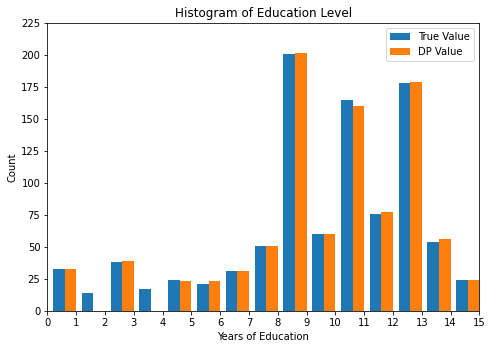 Histogram of Education Level
True Value
DP Value
225
200
175
150
125
100
75
50
25
0
Count
0 1 2 3 4 5 6 7 8 9 10 11 12 13 14 15
Years of Education